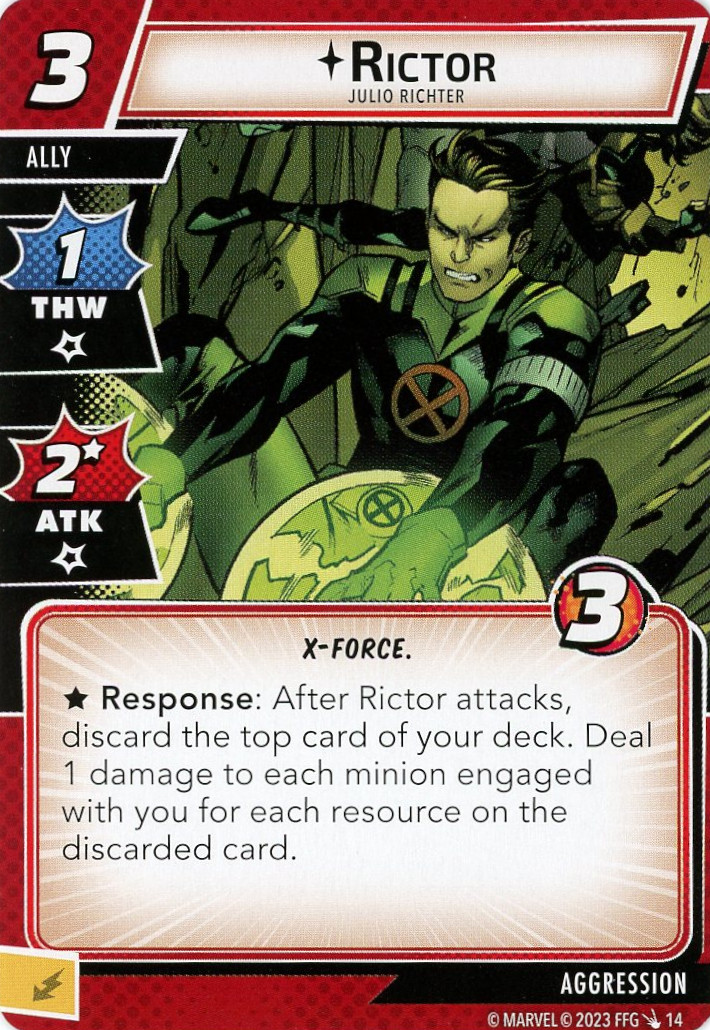 3
RICTOR
JULIO RICHTER
ALLY
1
THW
2
ATK
3
X-FORCE.
★ Response: After Rictor attacks,
discard the top card of your deck. Deal
1 damage to each minion engaged
with you for each resource on the
discarded card.
AGGRESSION
© MARVEL © 2023 FFG 14